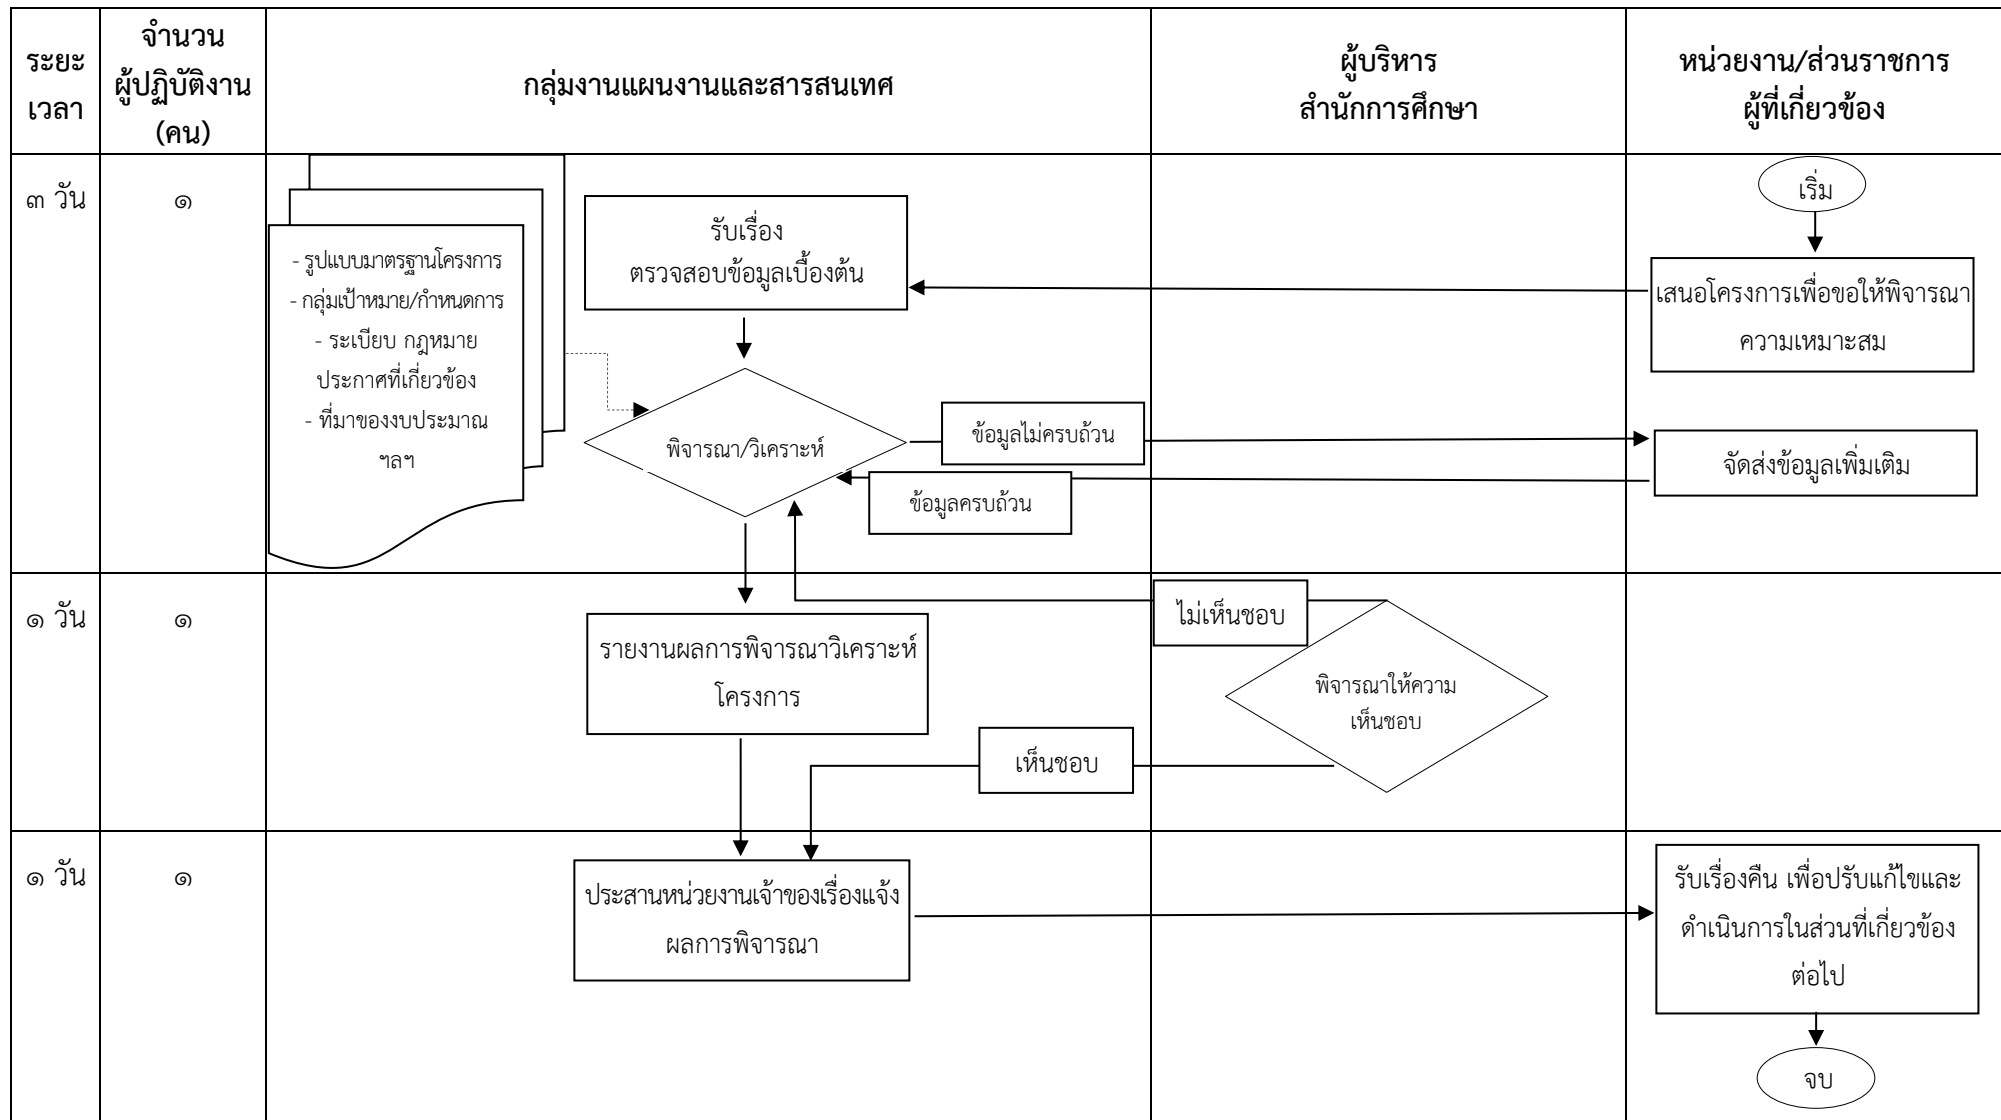 ระยะ
เวลา
จำนวน
ผู้ปฏิบัติงาน
(คน)
กลุ่มงานแผนงานและสารสนเทศ
ผู้บริหาร
สำนักการศึกษา
หน่วยงาน/ส่วนราชการ
ผู้ที่เกี่ยวข้อง
๓ วัน
๑
- รูปแบบมาตรฐานโครงการ
- กลุ่มเป้าหมาย/กำหนดการ
- ระเบียบ กฎหมาย
ประกาศที่เกี่ยวข้อง
- ที่มาของงบประมาณ
ฯลฯ
รับเรื่อง
ตรวจสอบข้อมูลเบื้องต้น
เริ่ม
เสนอโครงการเพื่อขอให้พิจารณา
ความเหมาะสม
พิจารณา/วิเคราะห์
ข้อมูลไม่ครบถ้วน
จัดส่งข้อมูลเพิ่มเติม
ข้อมูลครบถ้วน
๑ วัน
๑
รายงานผลการพิจารณาวิเคราะห์
โครงการ
ไม่เห็นชอบ
พิจารณาให้ความ
เห็นชอบ
เห็นชอบ
๑ วัน
๑
ประสานหน่วยงานเจ้าของเรื่องแจ้ง
ผลการพิจารณา
รับเรื่องคืน เพื่อปรับแก้ไขและ
ดำเนินการในส่วนที่เกี่ยวข้อง
ต่อไป
จบ